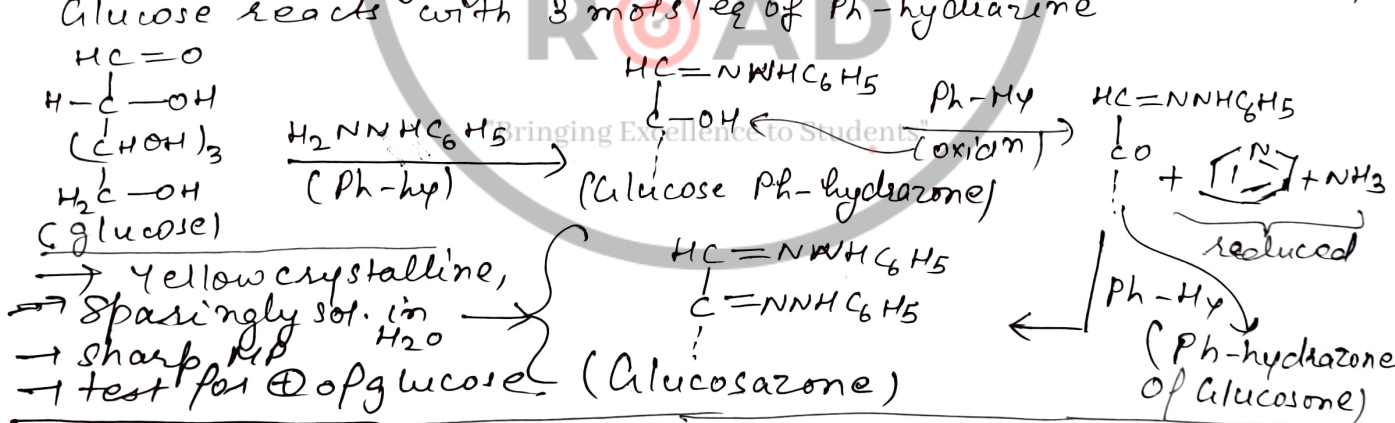 Glucose reacts with 3 mols/eq of Ph-hydrazine
ROAD
"Bringing Excellence to Students"
HC=O
H-C-OH
(CHOH)3
H2C-OH
(glucose)
H2NNHC6H5
(Ph-hy)
HC=NNHC6H5
C-OH
(Glucose Ph-hydrazone)
Ph-Hy
(oxidn)
HC=NNHC6H5
CO
+ N + NH3
reduced
Ph-Hy
(Ph-hydrazone
of Glucosone)
HC=NNHC6H5
C=NNHC6H5
(Glucosazone)
→ Yellow crystalline,
→ Sparingly sol. in H2O
→ sharp MP
→ test for ⊕ of glucose